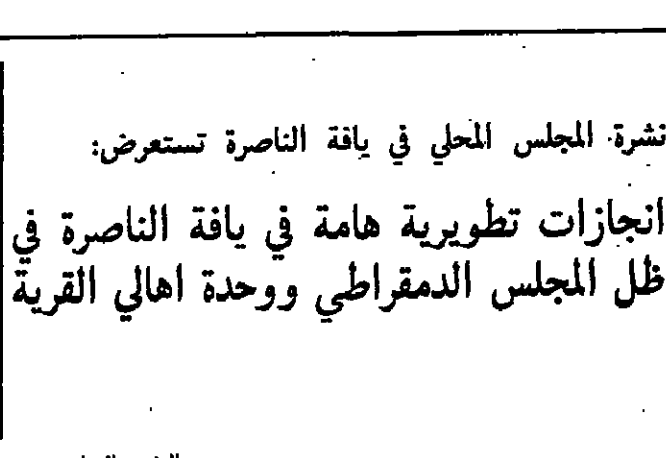 نشرة المجلس المحلي في يافة الناصرة تستعرض:
انجازات تطويرية هامة في يافة الناصرة في
ظل المجلس الدمقراطي ووحدة اهالي القرية